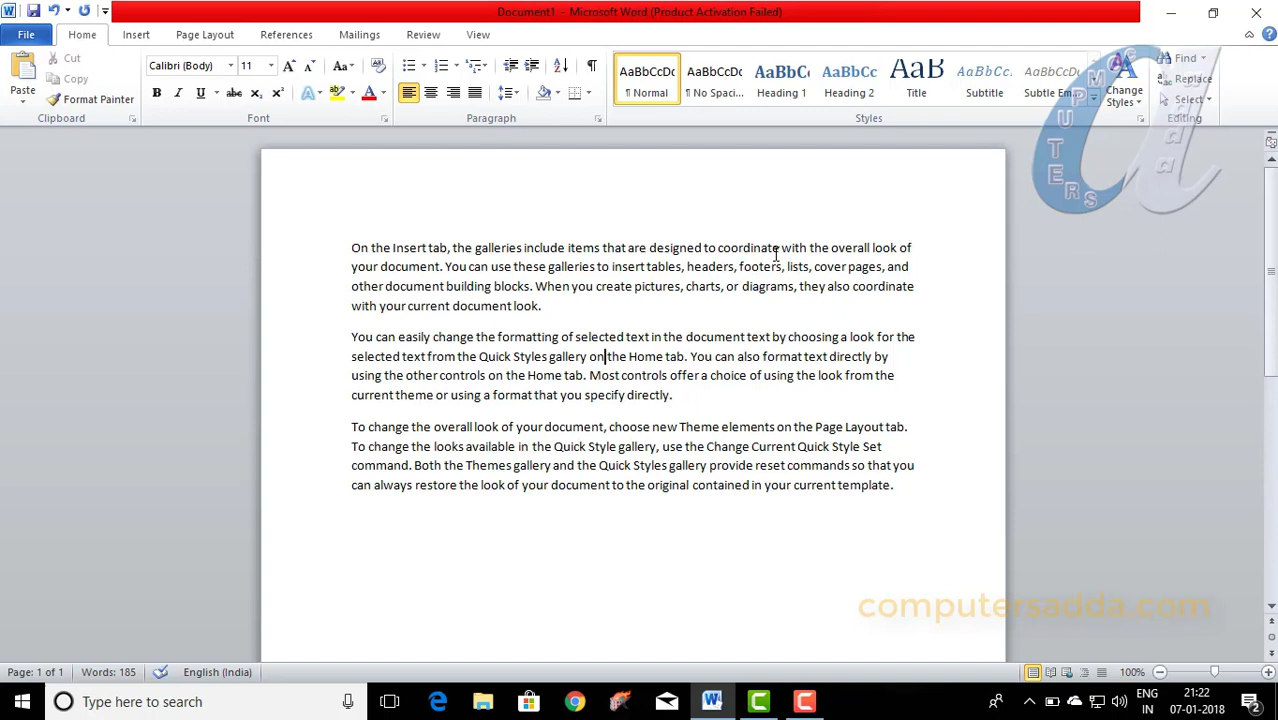 Document1 - Microsoft Word (Product Activation Failed)
File Home Insert Page Layout References Mailings Review View
Paste
Cut
Copy
Format Painter
Clipboard
Calibri (Body) 11
Font
Paragraph
AaBbCcDc AaBbCcDc AaBbC AaBbCc AaB AaBbCc. AaBbCcDc
¶ Normal ¶ No Spaci... Heading 1 Heading 2 Title Subtitle Subtle Em...
Change Styles
Styles
Find
Replace
Select
Editing
On the Insert tab, the galleries include items that are designed to coordinate with the overall look of
your document. You can use these galleries to insert tables, headers, footers, lists, cover pages, and
other document building blocks. When you create pictures, charts, or diagrams, they also coordinate
with your current document look.
You can easily change the formatting of selected text in the document text by choosing a look for the
selected text from the Quick Styles gallery on the Home tab. You can also format text directly by
using the other controls on the Home tab. Most controls offer a choice of using the look from the
current theme or using a format that you specify directly.
To change the overall look of your document, choose new Theme elements on the Page Layout tab.
To change the looks available in the Quick Style gallery, use the Change Current Quick Style Set
command. Both the Themes gallery and the Quick Styles gallery provide reset commands so that you
can always restore the look of your document to the original contained in your current template.
computersadda.com
Page: 1 of 1 Words: 185 English (India) 100%
Type here to search
ENG
IN
21:22
07-01-2018
2